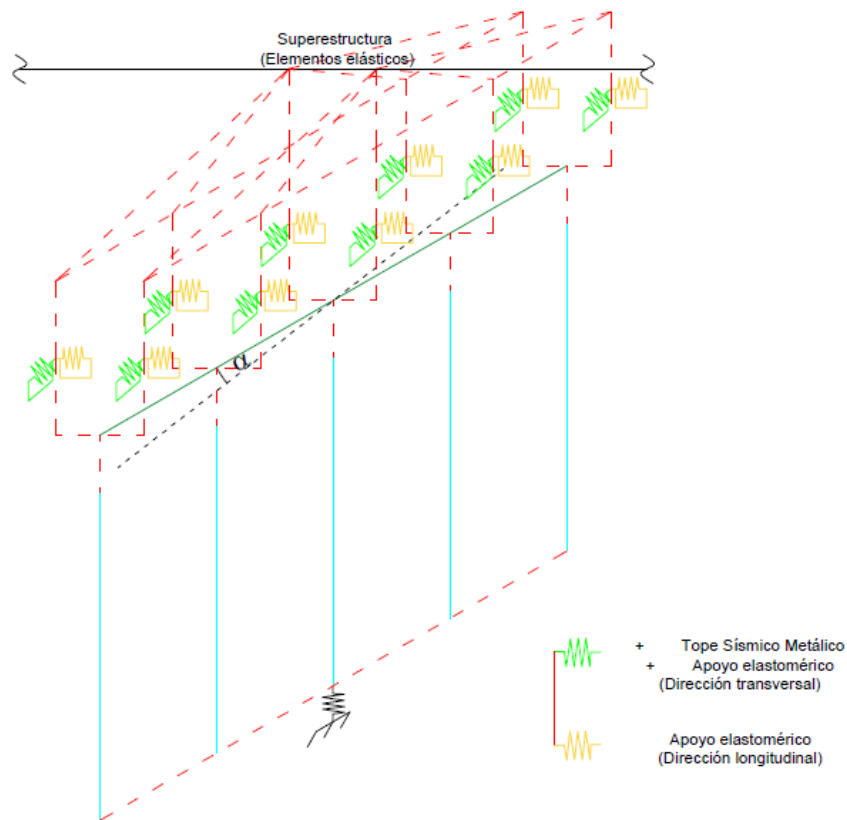 Superestructura
(Elementos elásticos)
α
+ Tope Sísmico Metálico
+ Apoyo elastomérico
(Dirección transversal)
Apoyo elastomérico
(Dirección longitudinal)